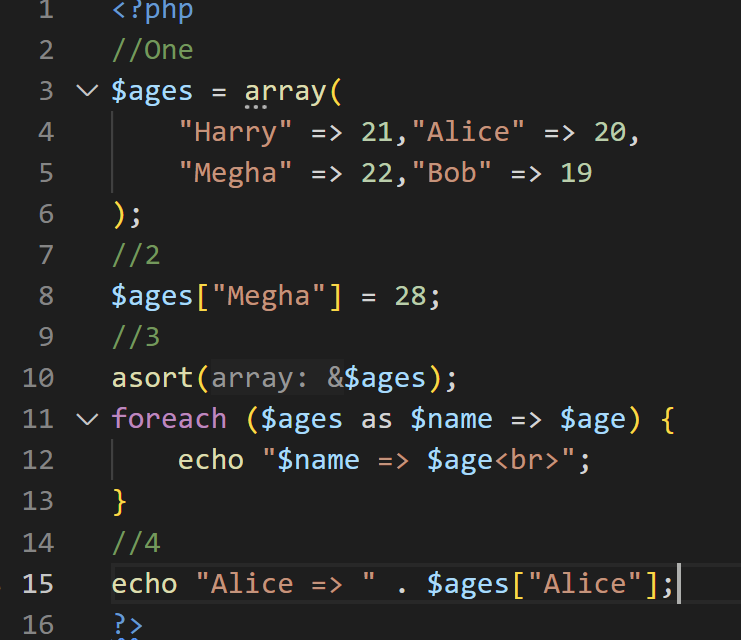 1 <?php
2 //One
3 $ages = array(
4 "Harry" => 21,"Alice" => 20,
5 "Megha" => 22,"Bob" => 19
6 );
7 //2
8 $ages["Megha"] = 28;
9 //3
10 asort(array: &$ages);
11 foreach ($ages as $name => $age) {
12 echo "$name => $age<br>";
13 }
14 //4
15 echo "Alice => " . $ages["Alice"];
16 ?>